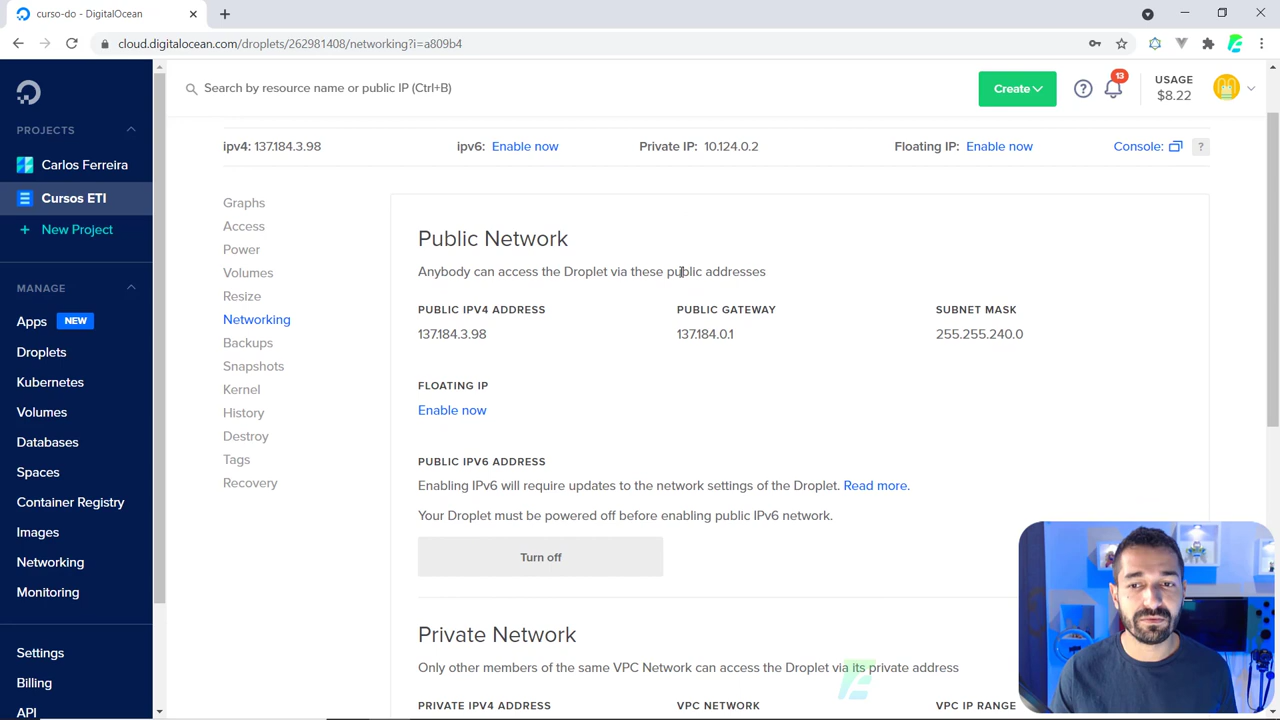 curso-do - DigitalOcean
cloud.digitalocean.com/droplets/262981408/networking?i=a809b4
PROJECTS
Carlos Ferreira
Cursos ETI
+ New Project
MANAGE
Apps NEW
Droplets
Kubernetes
Volumes
Databases
Spaces
Container Registry
Images
Networking
Monitoring
Settings
Billing
API
Search by resource name or public IP (Ctrl+B)
Create
?
13
USAGE
$8.22
ipv4: 137.184.3.98 ipv6: Enable now Private IP: 10.124.0.2 Floating IP: Enable now Console: ?
Graphs
Access
Power
Volumes
Resize
Networking
Backups
Snapshots
Kernel
History
Destroy
Tags
Recovery
Public Network
Anybody can access the Droplet via these public addresses
PUBLIC IPV4 ADDRESS PUBLIC GATEWAY SUBNET MASK
137.184.3.98 137.184.0.1 255.255.240.0
FLOATING IP
Enable now
PUBLIC IPV6 ADDRESS
Enabling IPv6 will require updates to the network settings of the Droplet. Read more.
Your Droplet must be powered off before enabling public IPv6 network.
Turn off
Private Network
Only other members of the same VPC Network can access the Droplet via its private address
PRIVATE IPV4 ADDRESS VPC NETWORK VPC IP RANGE